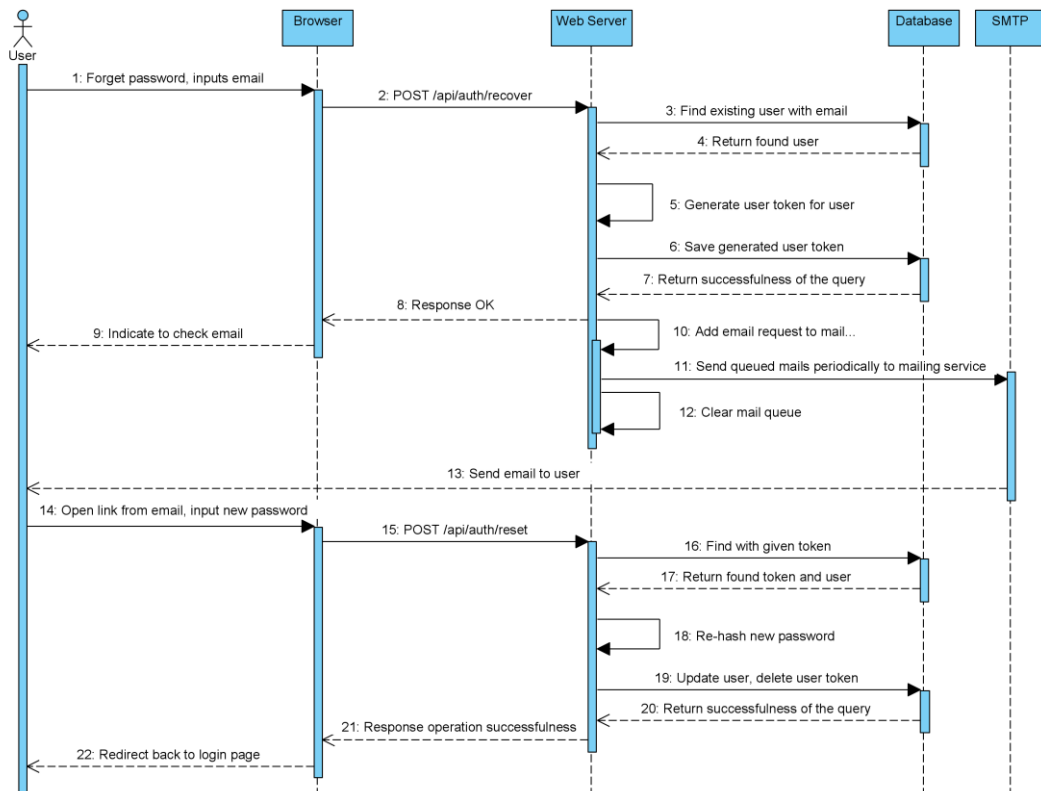 User
Browser
Web Server
Database
SMTP
1: Forget password, inputs email
2: POST /api/auth/recover
3: Find existing user with email
4: Return found user
5: Generate user token for user
6: Save generated user token
7: Return successfulness of the query
8: Response OK
9: Indicate to check email
10: Add email request to mail...
11: Send queued mails periodically to mailing service
12: Clear mail queue
13: Send email to user
14: Open link from email, input new password
15: POST /api/auth/reset
16: Find with given token
17: Return found token and user
18: Re-hash new password
19: Update user, delete user token
20: Return successfulness of the query
21: Response operation successfulness
22: Redirect back to login page